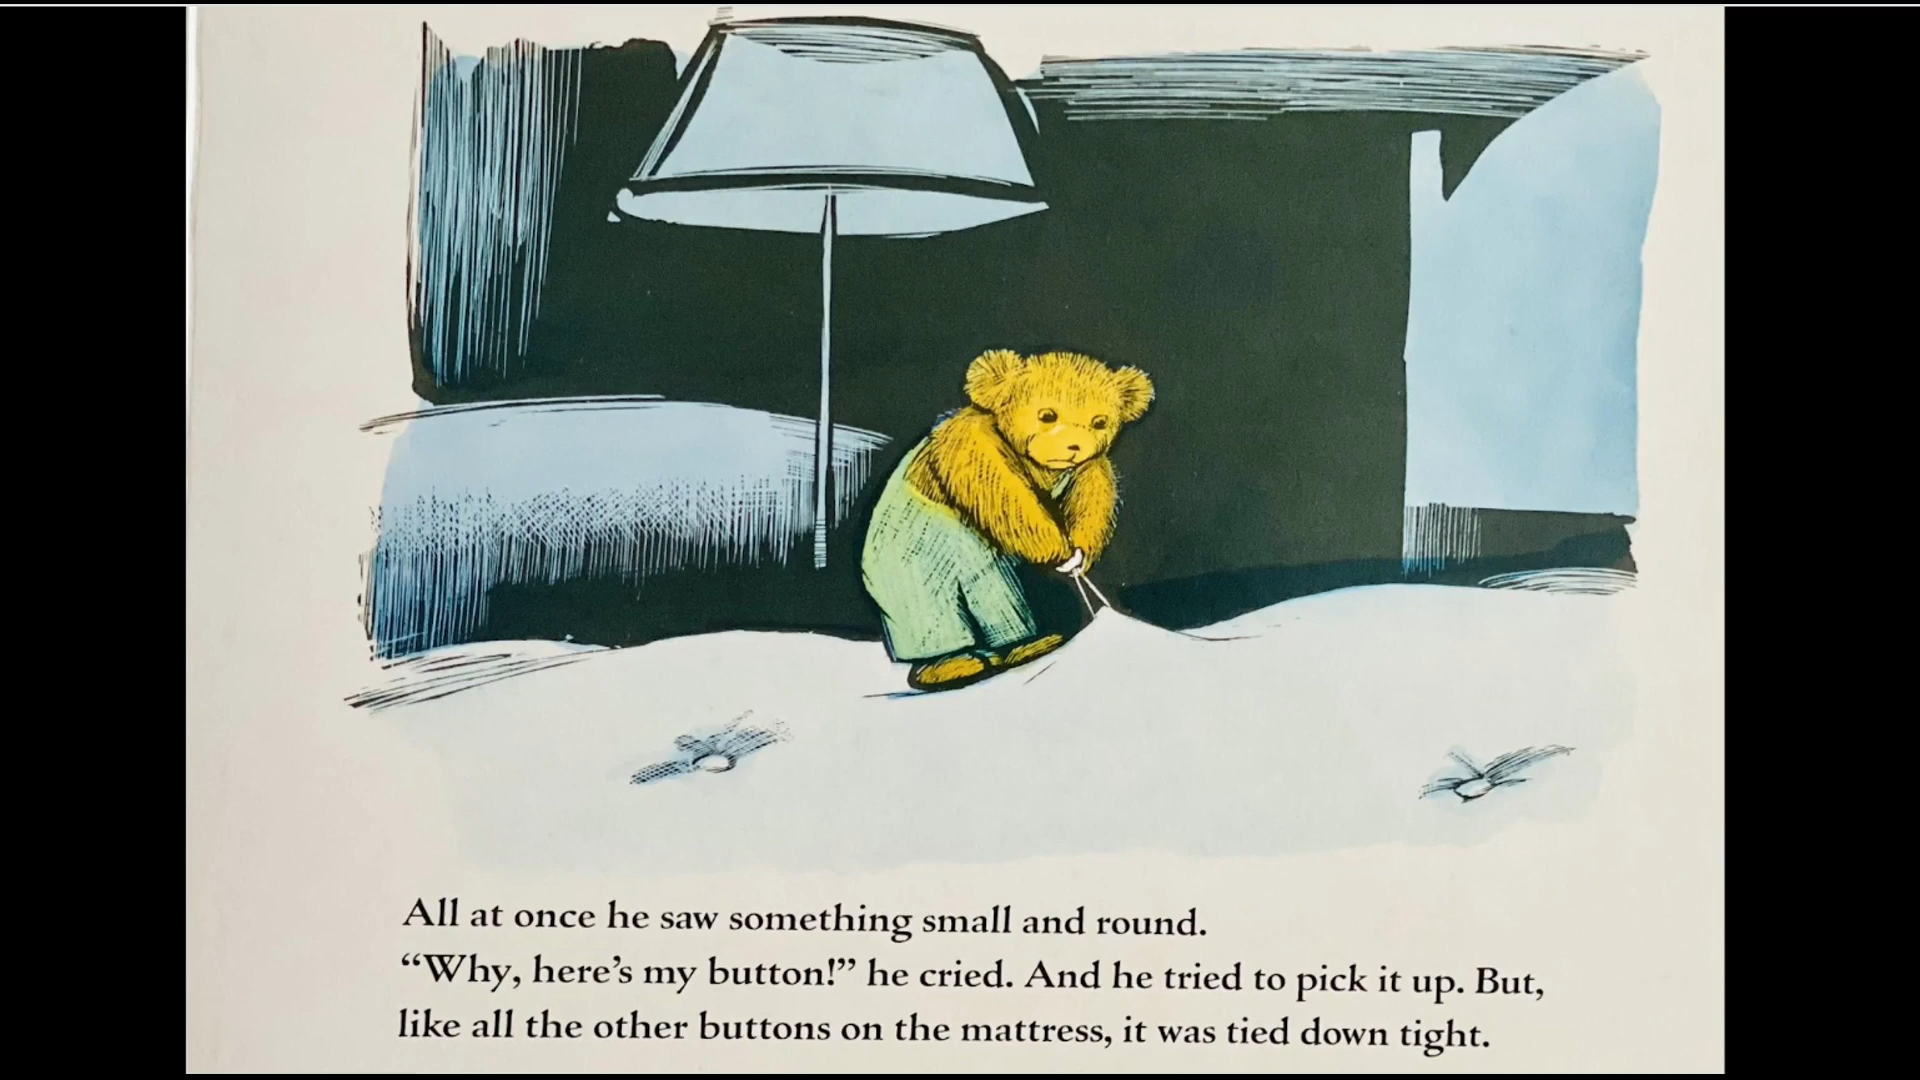 All at once he saw something small and round.
“Why, here’s my button!” he cried. And he tried to pick it up. But,
like all the other buttons on the mattress, it was tied down tight.